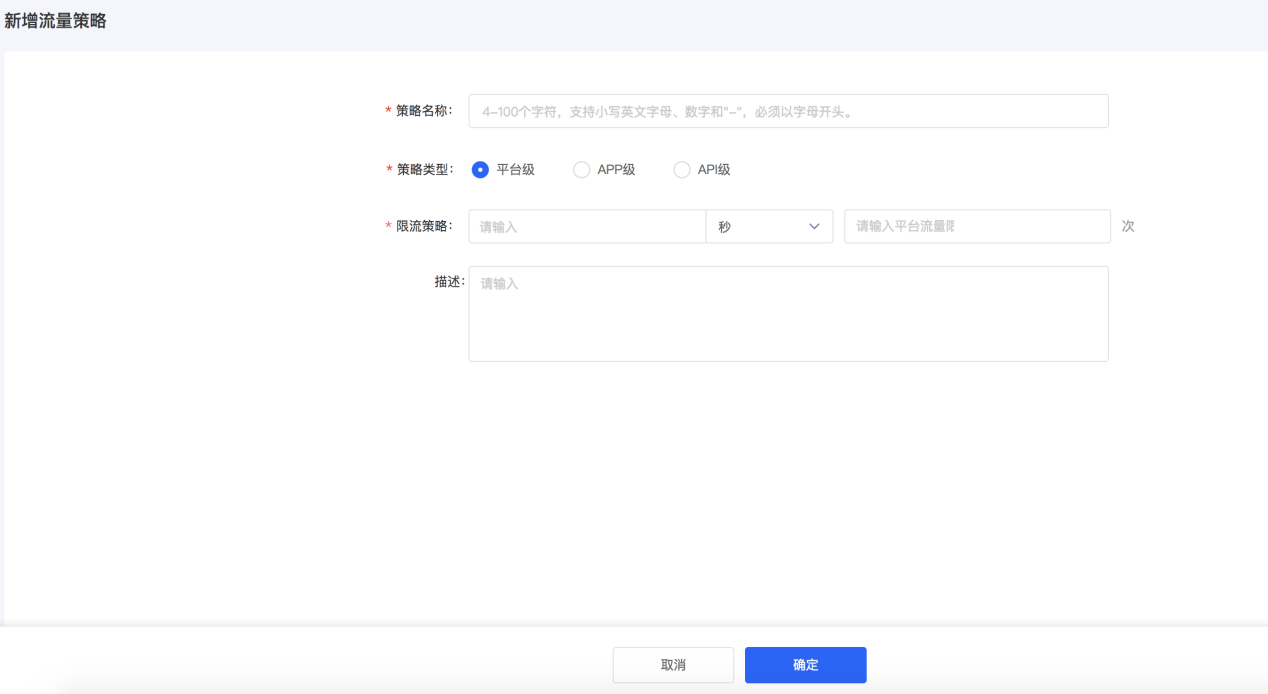 新增流量策略
* 策略名称： 4-100个字符，支持小写英文字母、数字和"-"，必须以字母开头。
* 策略类型： 平台级 APP级 API级
* 限流策略： 请输入 秒 请输入平台流量 次
描述： 请输入
取消 确定